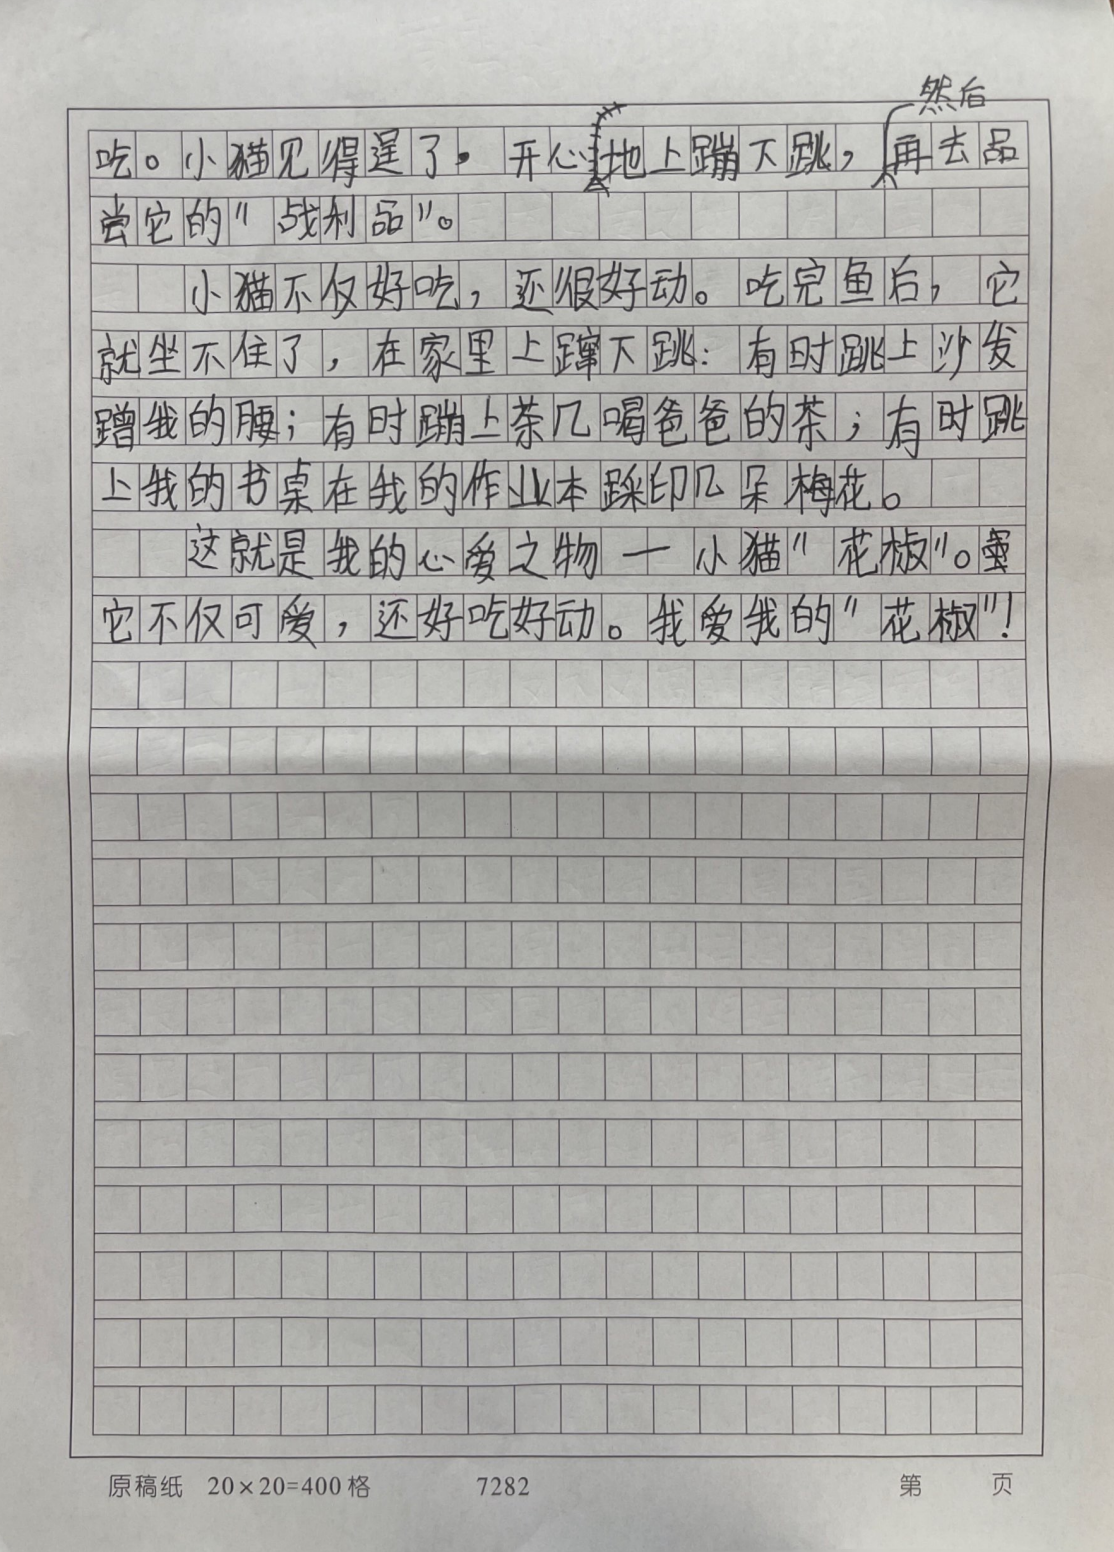 然后
吃。小猫见得逞了，开心地上蹦下跳，再去品
尝它的"战利品"。
小猫不仅好吃，还很好动。吃完鱼后，它
就坐不住了，在家里上蹿下跳：有时跳上沙发
蹭我的腰；有时蹦上茶几喝爸爸的茶；有时跳
上我的书桌在我的作业本踩印几朵梅花。
这就是我的心爱之物一小猫"花椒"。
它不仅可爱，还好吃好动。我爱我的"花椒"！
原稿纸 20×20=400格 7282 第 页